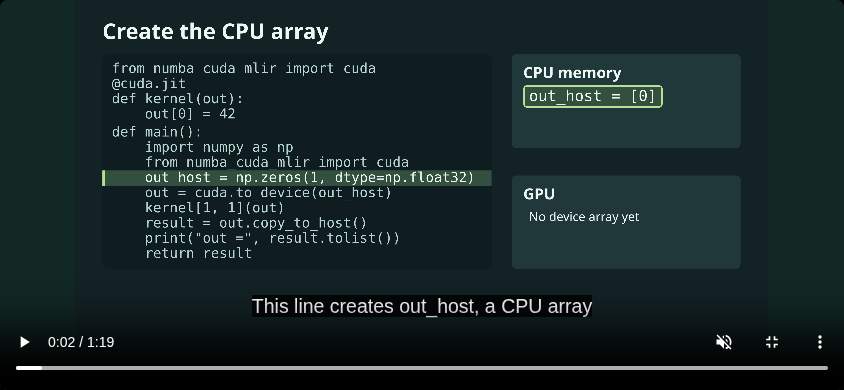 Create the CPU array
from numba cuda mlir import cuda
@cuda.jit
def kernel(out):
    out[0] = 42
def main():
    import numpy as np
    from numba_cuda_mlir import cuda
    out host = np.zeros(1, dtype=np.float32)
    out = cuda.to device(out host)
    kernel[1, 1](out)
    result = out.copy_to_host()
    print("out =", result.tolist())
    return result
CPU memory
out_host = [0]
GPU
No device array yet
This line creates out_host, a CPU array
0:02 / 1:19